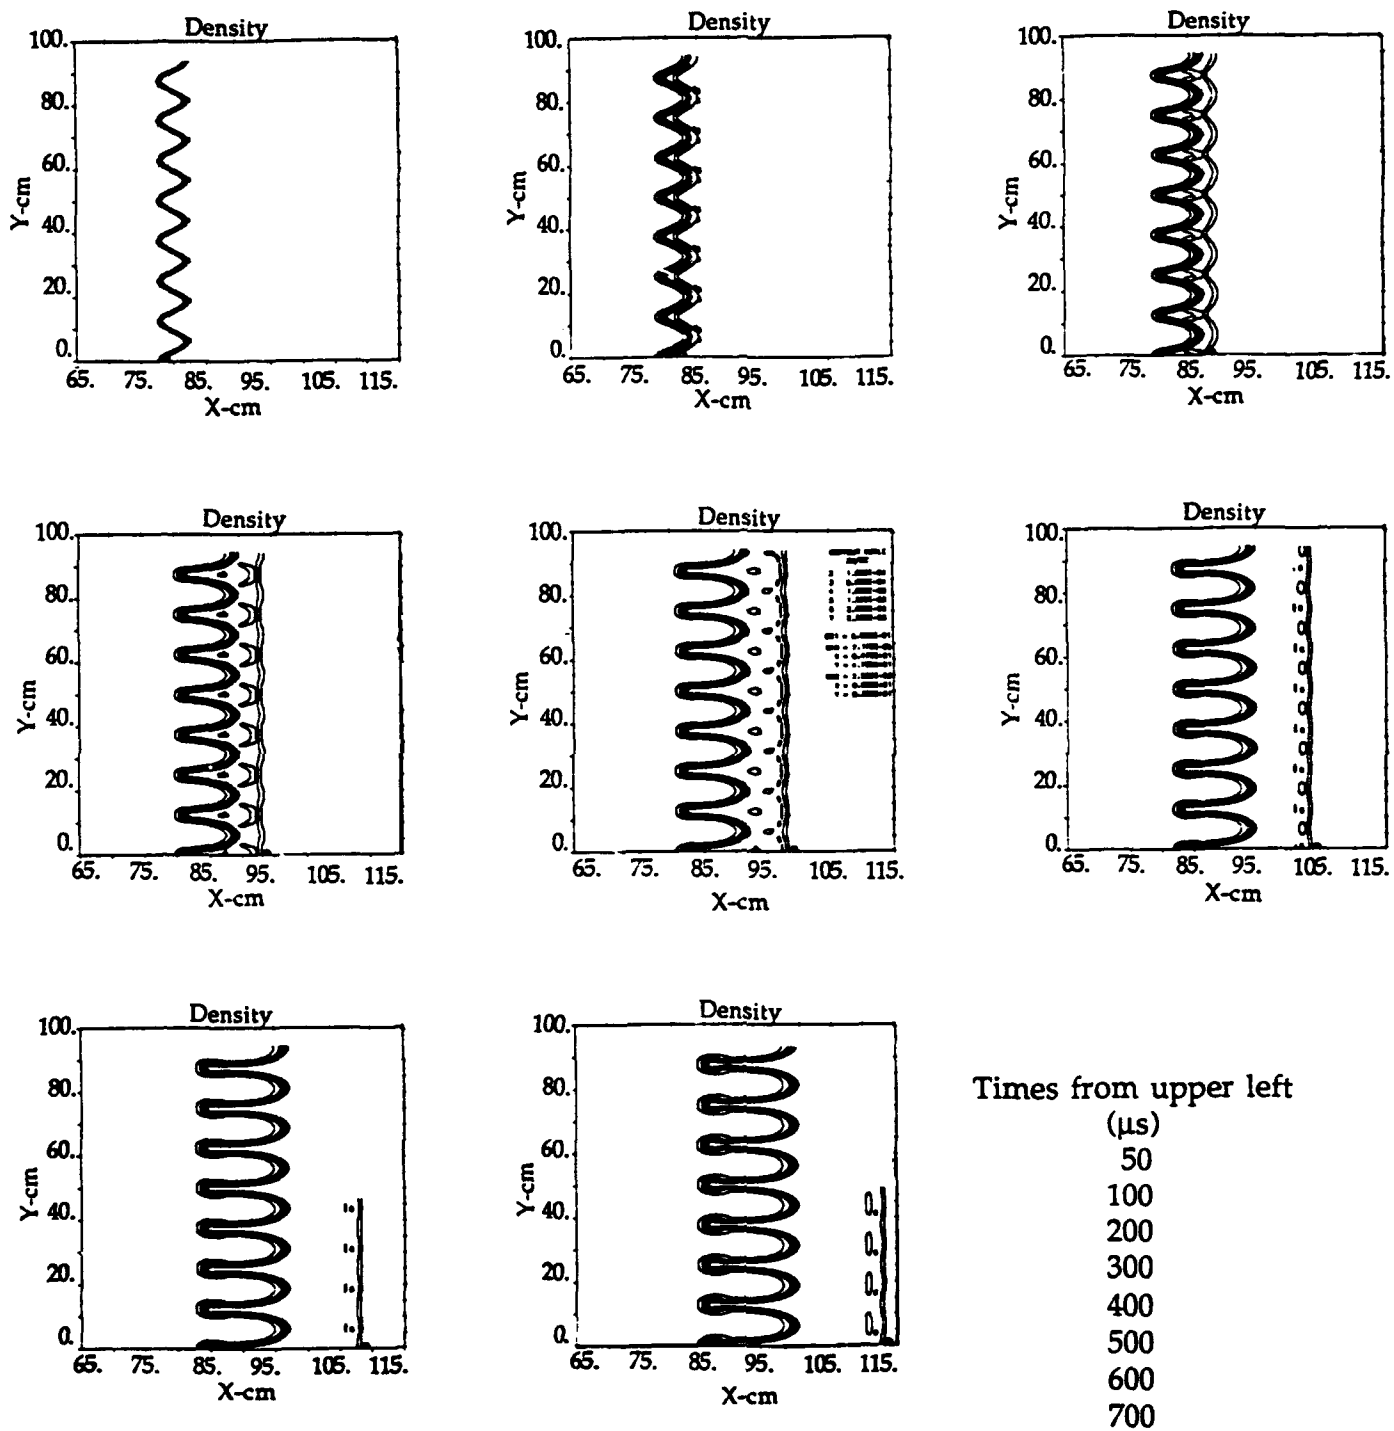 Density
100.
80.
60.
40.
20.
0.
Y-cm
65. 75. 85. 95. 105. 115.
X-cm
Density
100.
80.
60.
40.
20.
0.
Y-cm
65. 75. 85. 95. 105. 115.
X-cm
Density
100.
80.
60.
40.
20.
0.
Y-cm
65. 75. 85. 95. 105. 115.
X-cm
Density
100.
80.
60.
40.
20.
0.
Y-cm
65. 75. 85. 95. 105. 115.
X-cm
Density
100.
80.
60.
40.
20.
0.
Y-cm
65. 75. 85. 95. 105. 115.
X-cm
Density
100.
80.
60.
40.
20.
0.
Y-cm
65. 75. 85. 95. 105. 115.
X-cm
Density
100.
80.
60.
40.
20.
0.
Y-cm
65. 75. 85. 95. 105. 115.
X-cm
Density
100.
80.
60.
40.
20.
0.
Y-cm
65. 75. 85. 95. 105. 115.
X-cm
Times from upper left
(µs)
50
100
200
300
400
500
600
700